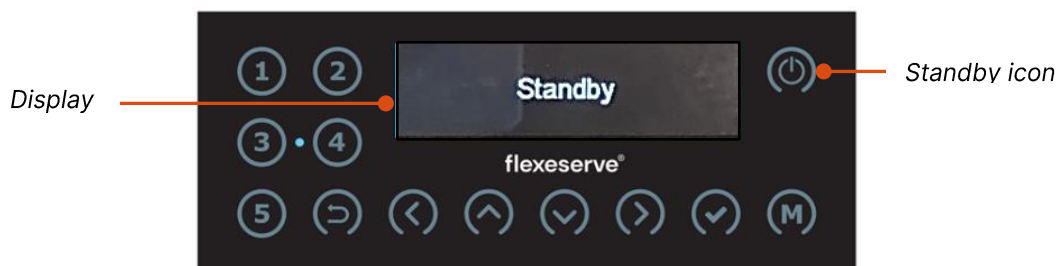 1 2
Standby
Standby icon
Display
3 4
flexeserve®
5 M